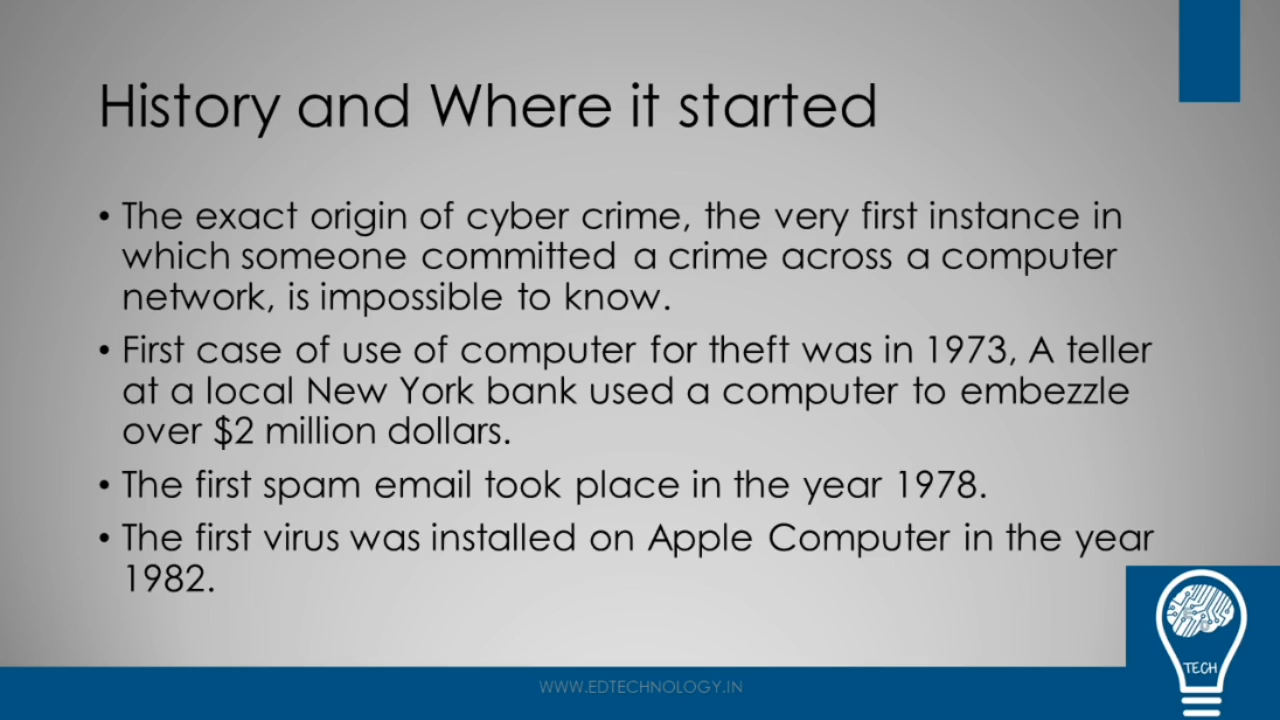 History and Where it started
• The exact origin of cyber crime, the very first instance in
which someone committed a crime across a computer
network, is impossible to know.
• First case of use of computer for theft was in 1973, A teller
at a local New York bank used a computer to embezzle
over $2 million dollars.
• The first spam email took place in the year 1978.
• The first virus was installed on Apple Computer in the year
1982.
TECH
WWW.EDTECHNOLOGY.IN